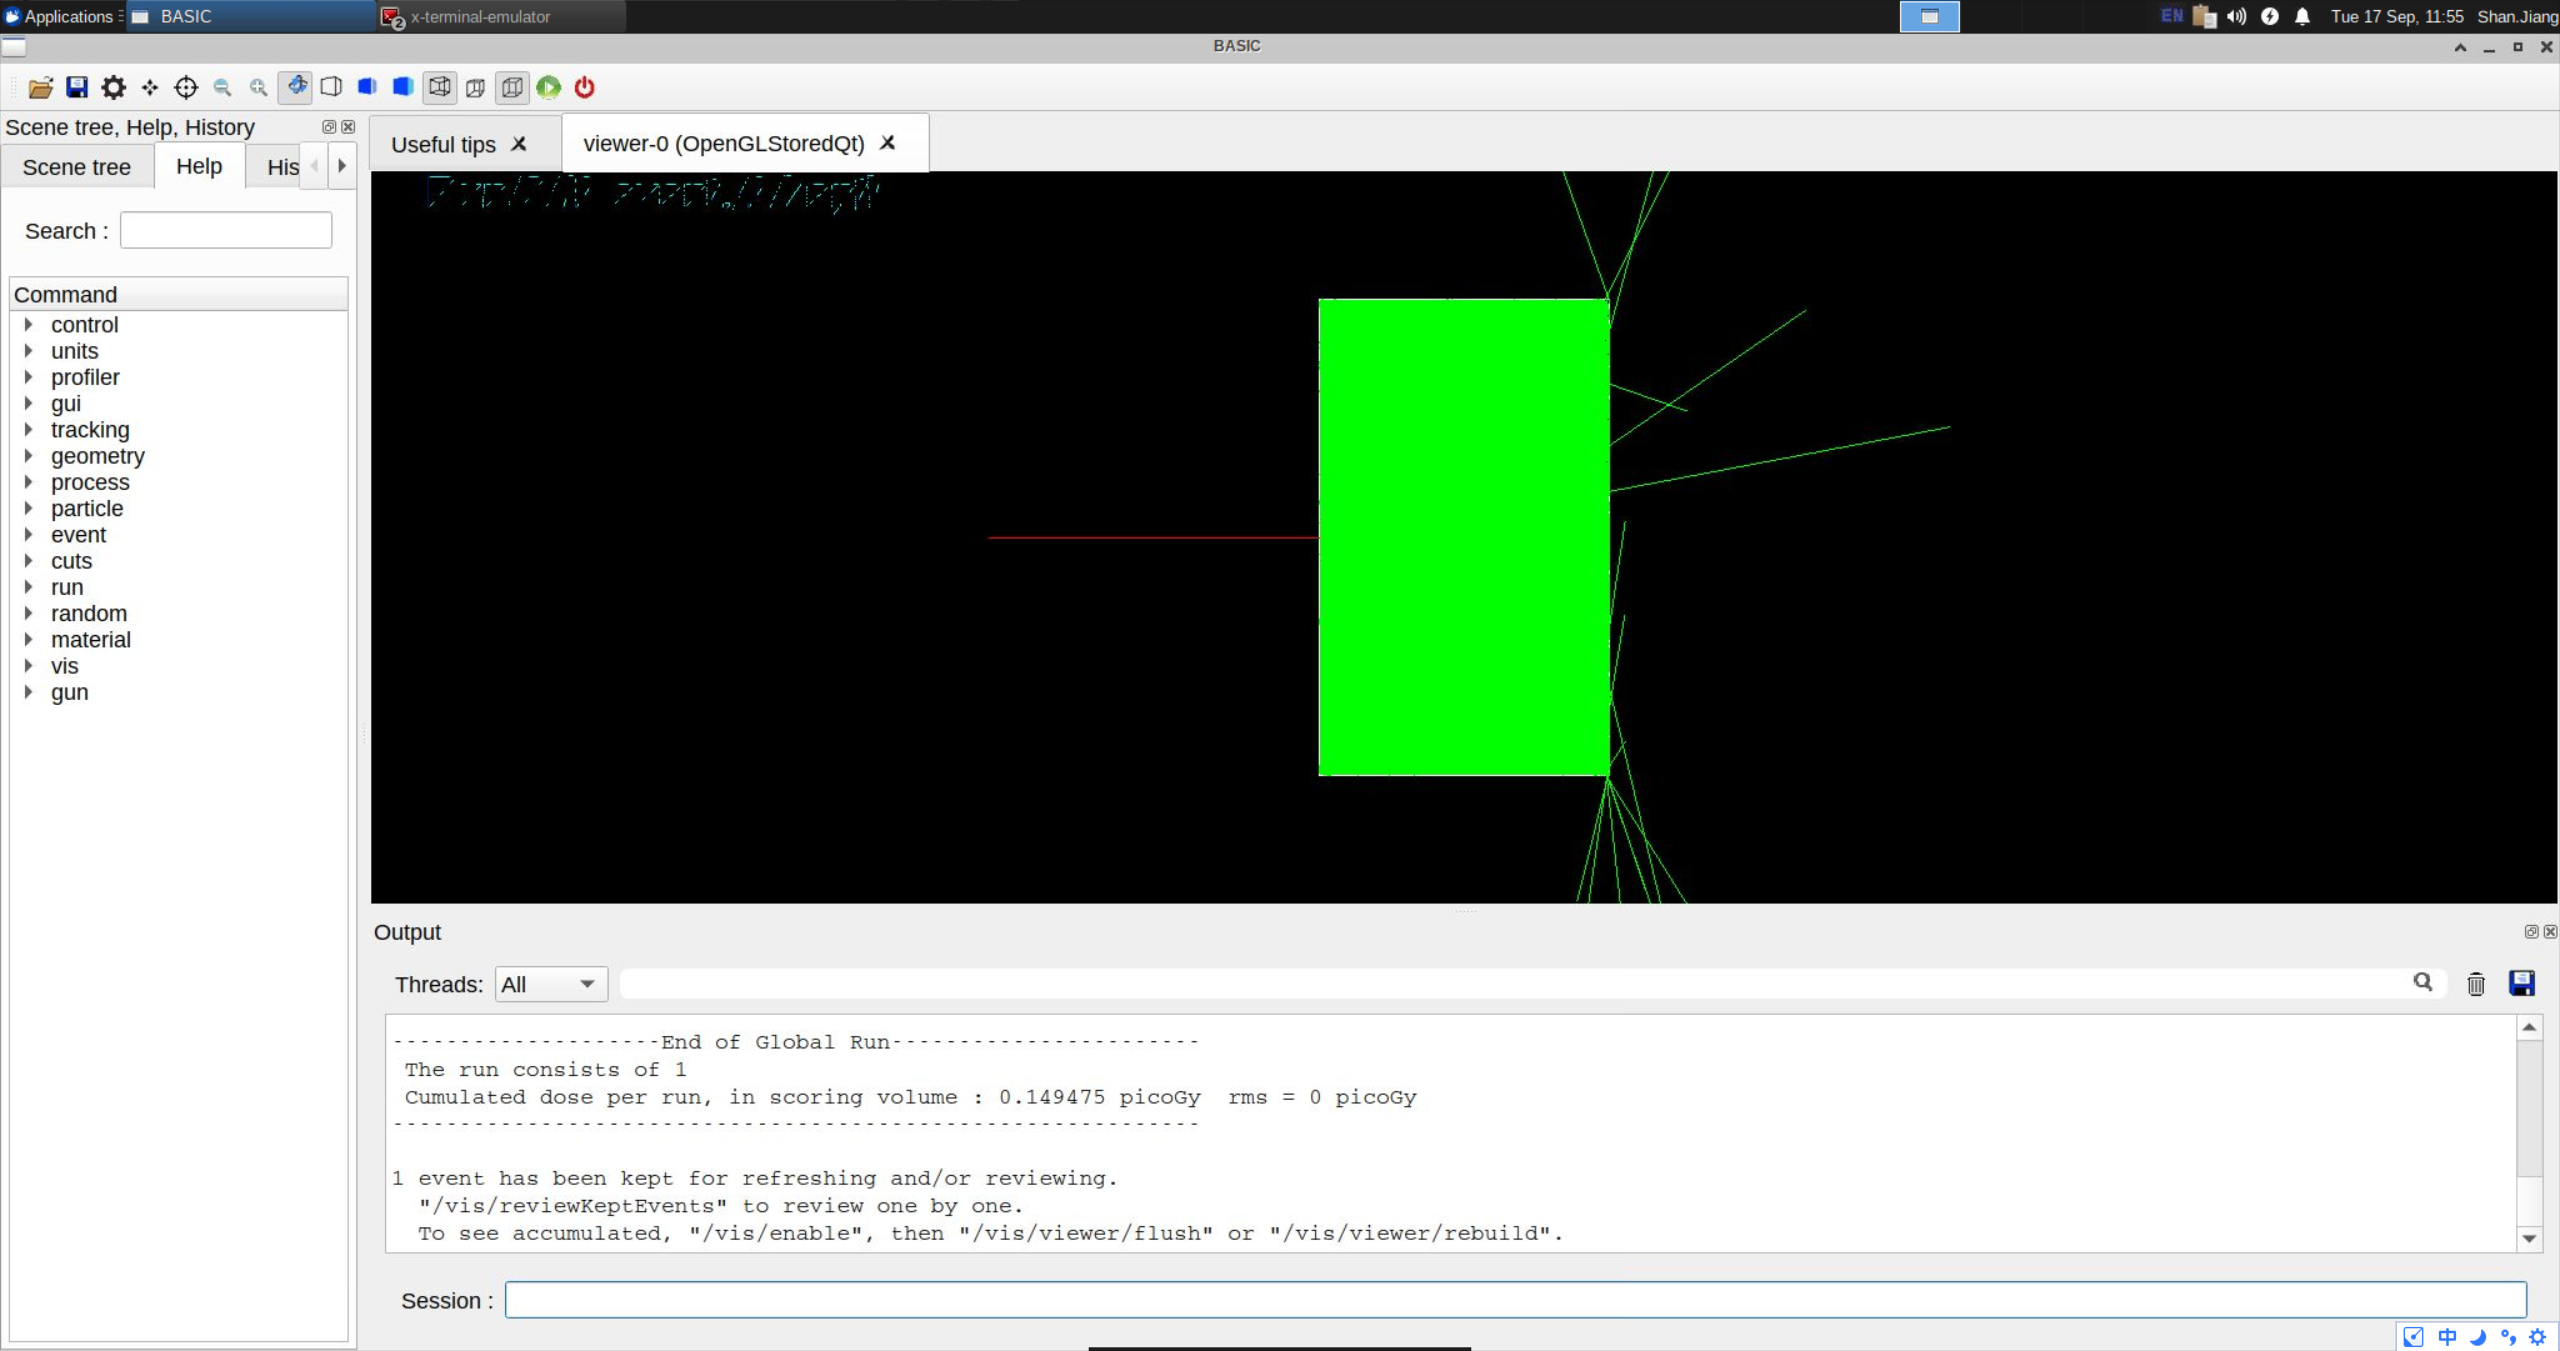 Applications BASIC x-terminal-emulator EN Tue 17 Sep, 11:55 Shan.Jiang
BASIC
Scene tree, Help, History
Useful tips viewer-0 (OpenGLStoredQt)
Scene tree Help His
Search :
Command
control
units
profiler
gui
tracking
geometry
process
particle
event
cuts
run
random
material
vis
gun
Output
Threads: All
--------------------End of Global Run-----------------------
The run consists of 1
Cumulated dose per run, in scoring volume : 0.149475 picoGy rms = 0 picoGy
------------------------------------------------------------
1 event has been kept for refreshing and/or reviewing.
"/vis/reviewKeptEvents" to review one by one.
To see accumulated, "/vis/enable", then "/vis/viewer/flush" or "/vis/viewer/rebuild".
Session :
中